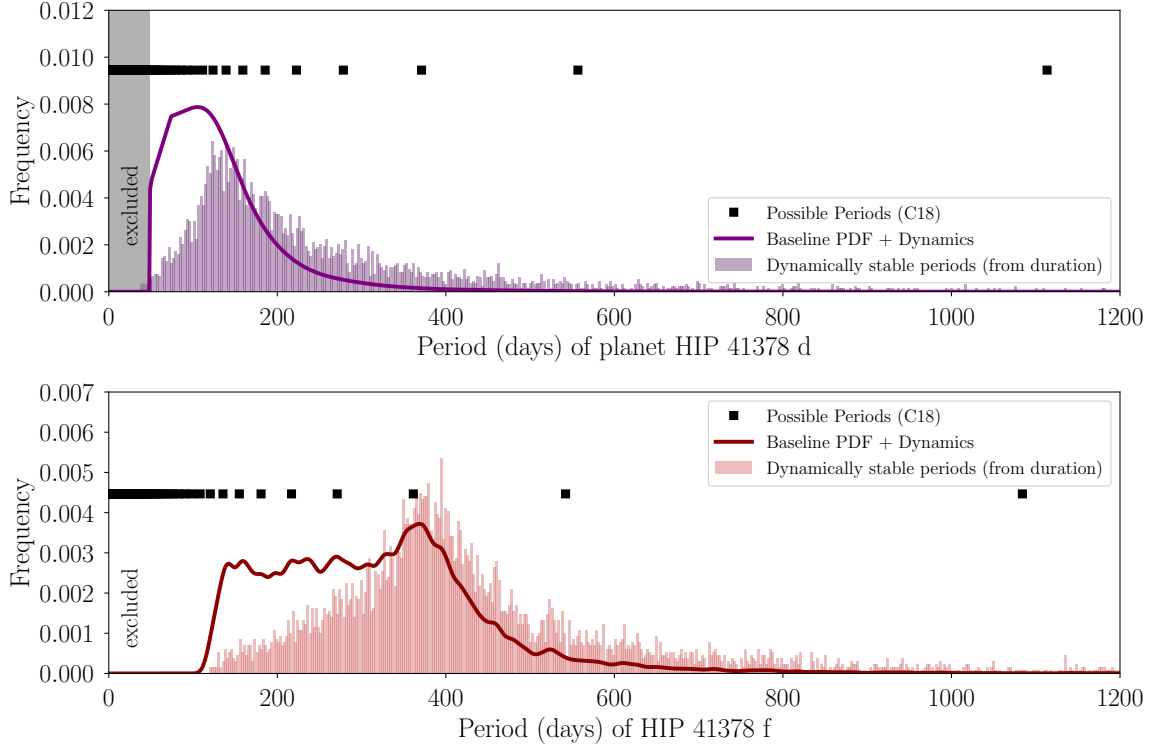 0.012
0.010
0.008
0.006
0.004
0.002
0.000
Frequency
excluded
Possible Periods (C18)
Baseline PDF + Dynamics
Dynamically stable periods (from duration)
0 200 400 600 800 1000 1200
Period (days) of planet HIP 41378 d
0.007
0.006
0.005
0.004
0.003
0.002
0.001
0.000
Frequency
excluded
Possible Periods (C18)
Baseline PDF + Dynamics
Dynamically stable periods (from duration)
0 200 400 600 800 1000 1200
Period (days) of HIP 41378 f